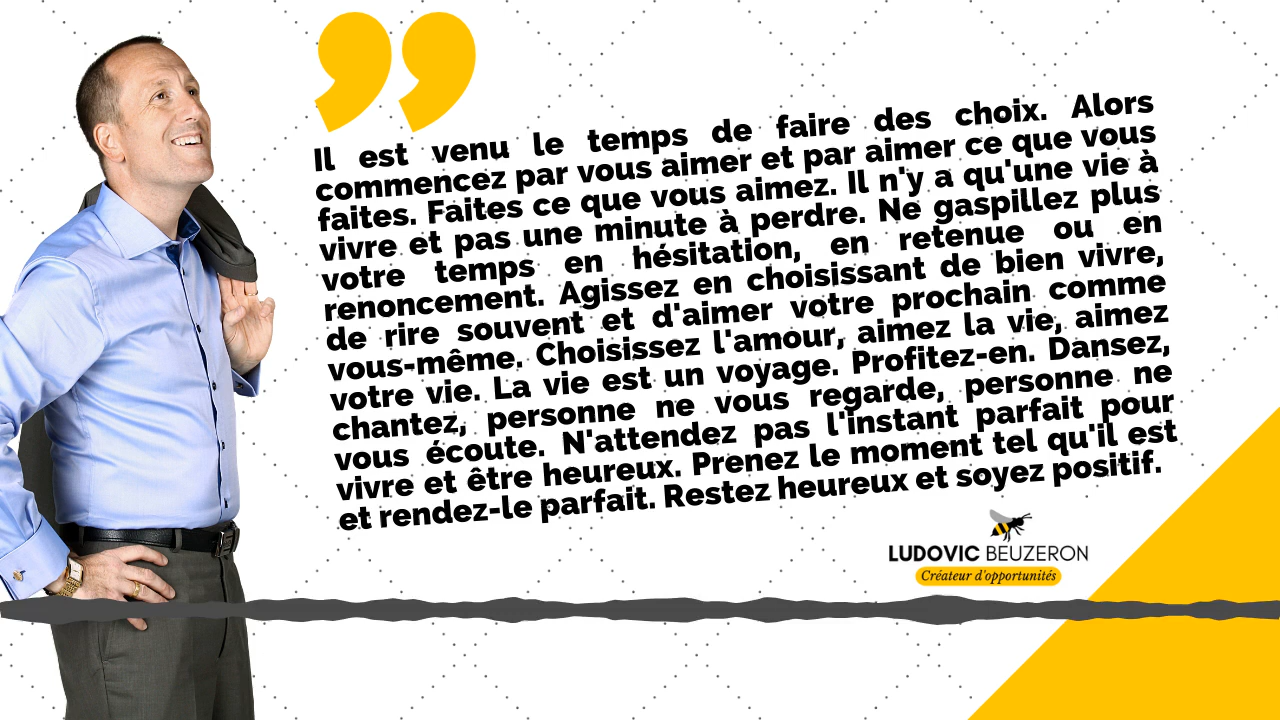 Il est venu le temps de faire des choix. Alors
commencez par vous aimer et par aimer ce que vous
faites. Faites ce que vous aimez. Il n'y a qu'une vie à
vivre et pas une minute à perdre. Ne gaspillez plus
votre temps en hésitation, en retenue ou en
renoncement. Agissez en choisissant de bien vivre,
de rire souvent et d'aimer votre prochain comme
vous-même. Choisissez l'amour, aimez la vie, aimez
votre vie. La vie est un voyage. Profitez-en. Dansez,
chantez, personne ne vous regarde, personne ne
vous écoute. N'attendez pas l'instant parfait pour
vivre et être heureux. Prenez le moment tel qu'il est
et rendez-le parfait. Restez heureux et soyez positif.
LUDOVIC BEUZERON
Créateur d'opportunités